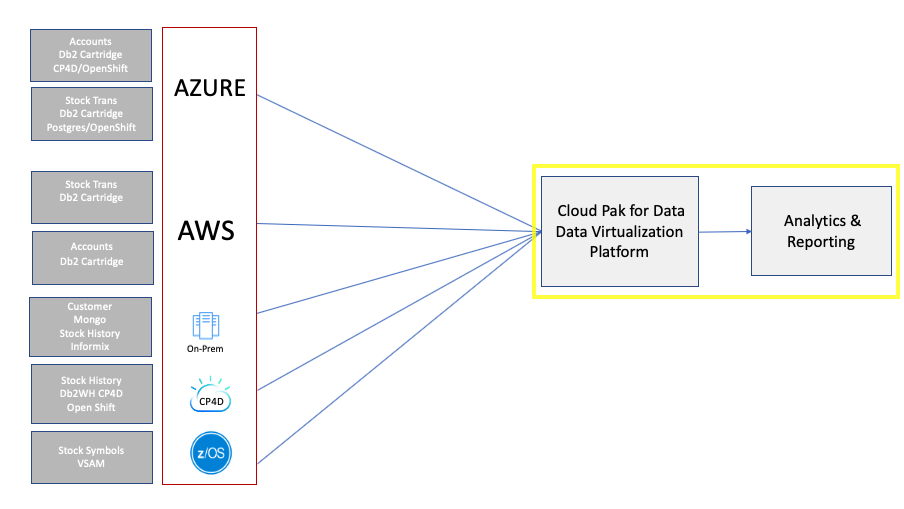 Accounts
Db2 Cartridge
CP4D/OpenShift
Stock Trans
Db2 Cartridge
Postgres/OpenShift
AZURE
Stock Trans
Db2 Cartridge
Accounts
Db2 Cartridge
AWS
Customer
Mongo
Stock History
Informix
On-Prem
Stock History
Db2WH CP4D
Open Shift
CP4D
Stock Symbols
VSAM
z/OS
Cloud Pak for Data
Data Virtualization
Platform
Analytics &
Reporting